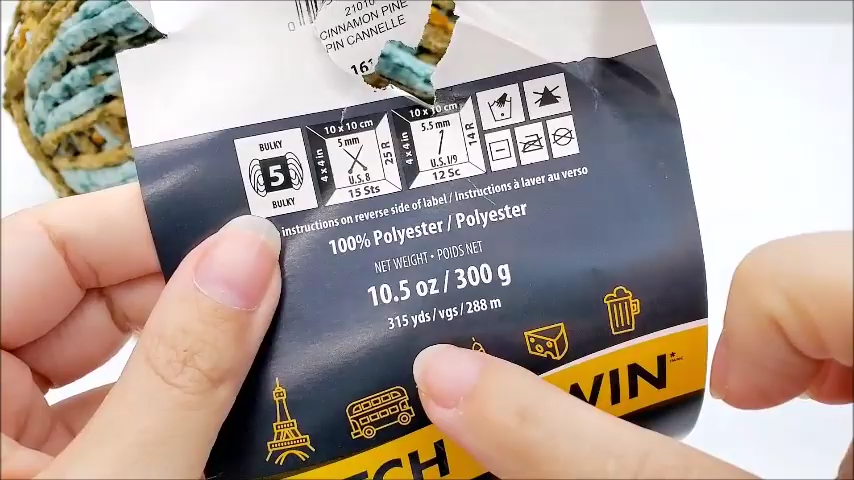 21010
CINNAMON PINE
PIN CANNELLE
161
BULKY
5
BULKY
10 x 10 cm
4 x 4 in
5 mm
U.S. 8
25 R
15 Sts
10 x 10 cm
4 x 4 in
5.5 mm
U.S. I/9
14 R
12 Sc
instructions on reverse side of label / Instructions à laver au verso
100% Polyester / Polyester
NET WEIGHT • POIDS NET
10.5 oz / 300 g
315 yds / vgs / 288 m
TCH
WIN